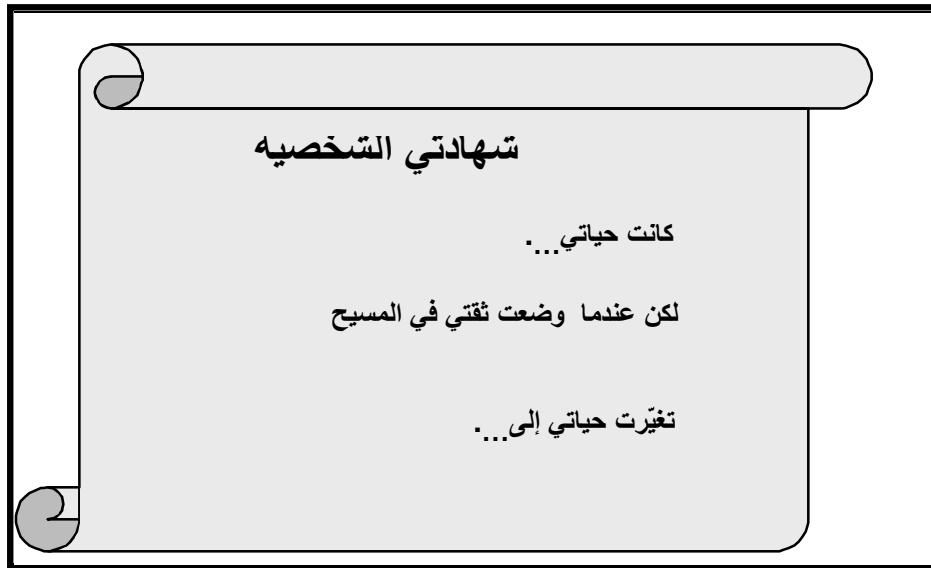 شهادتي الشخصيه
كانت حياتي....
لكن عندما وضعت ثقتي في المسيح
تغيّرت حياتي إلى....